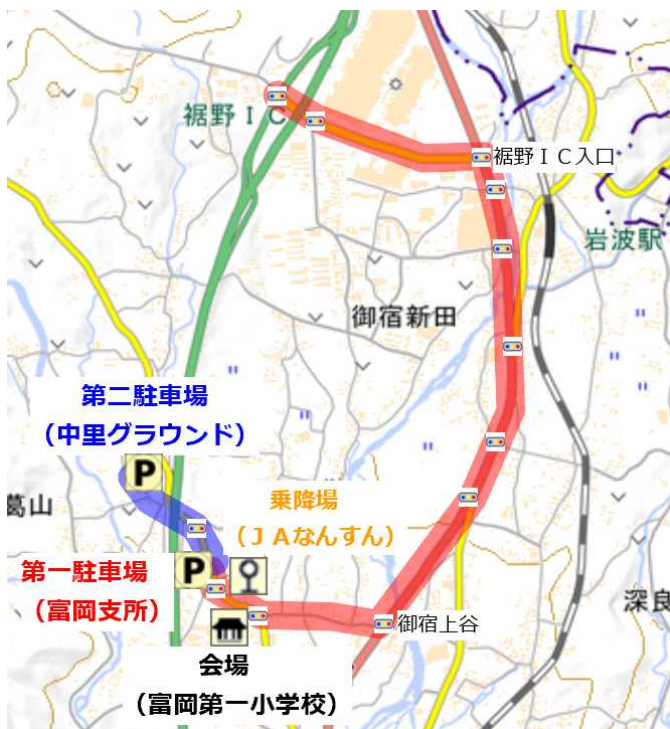 裾野ＩＣ
裾野ＩＣ入口
岩波駅
御宿新田
第二駐車場
（中里グラウンド）
P
葛山
乗降場
（ＪＡなんすん）
第一駐車場
（富岡支所）
P
御宿上谷
深良
会場
（富岡第一小学校）